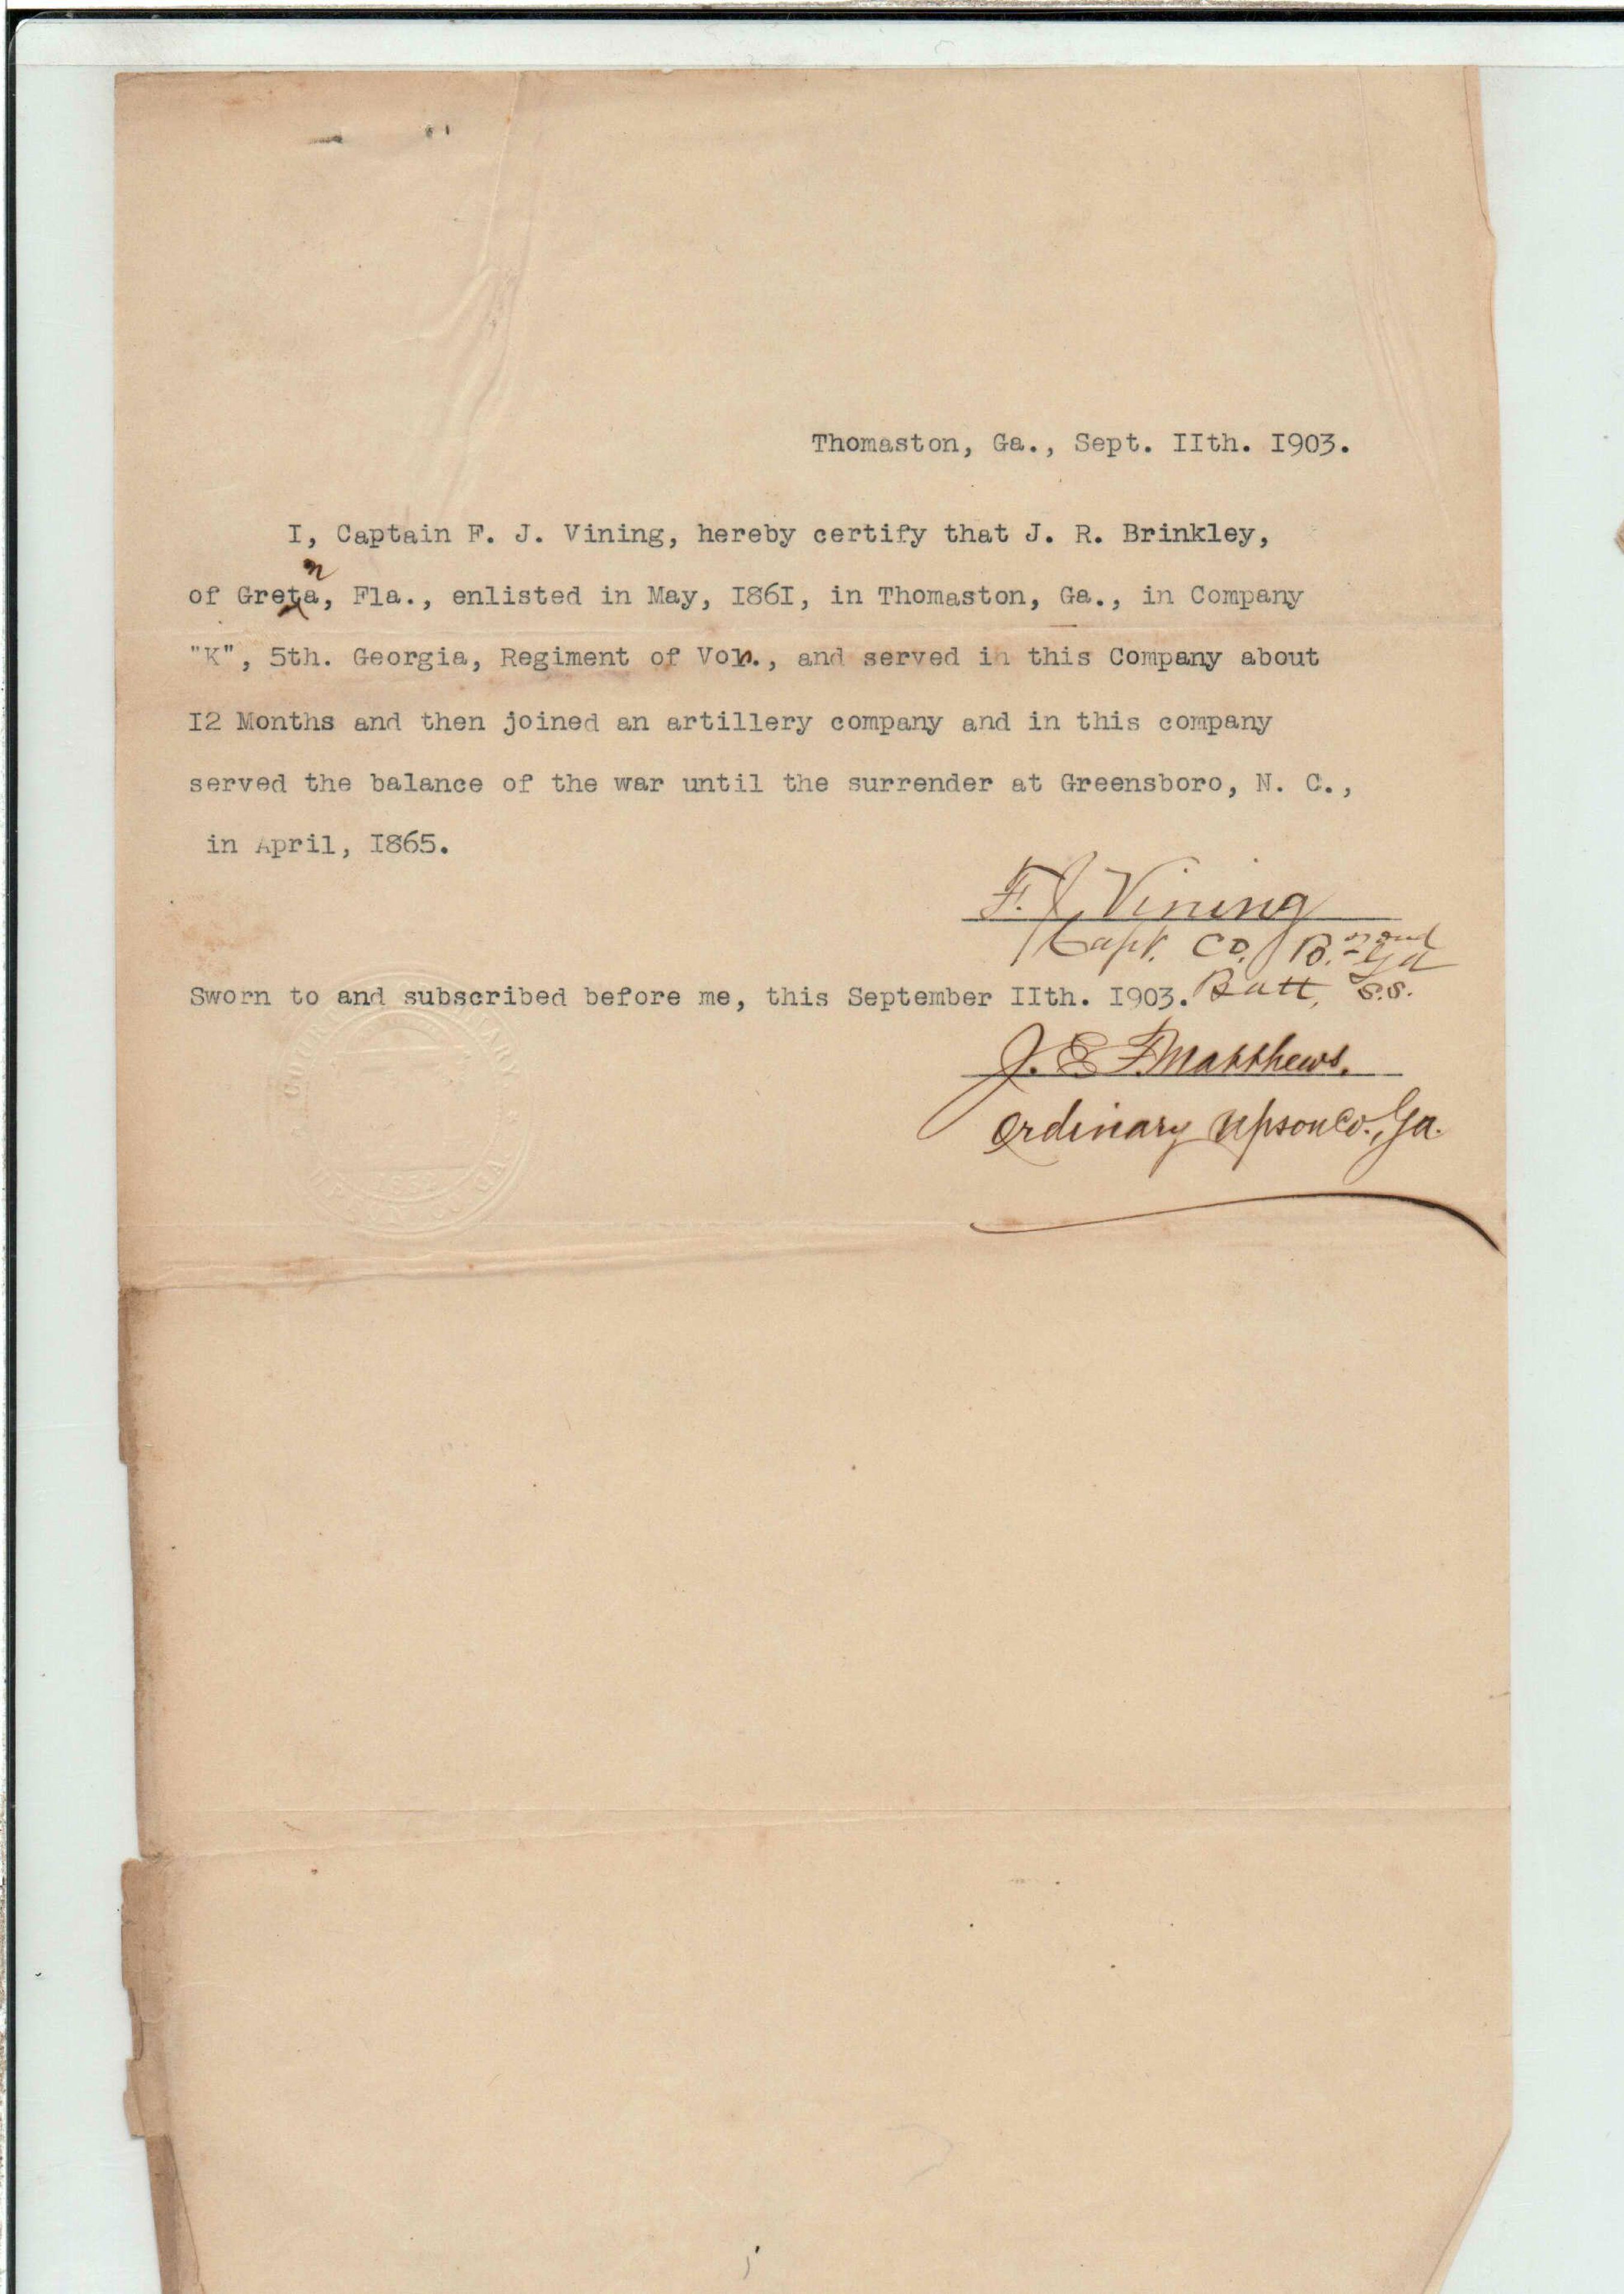 Thomaston, Ga., Sept. IIth. I903.
I, Captain F. J. Vining, hereby certify that J. R. Brinkley,
n
of Greta, Fla., enlisted in May, I86I, in Thomaston, Ga., in Company
"K", 5th. Georgia, Regiment of Voln., and served in this Company about
I2 Months and then joined an artillery company and in this company
served the balance of the war until the surrender at Greensboro, N. C.,
in April, I865.
F. J. Vining
Capt. Co. B. 2nd Ga
Sworn to and subscribed before me, this September IIth. I903. Batt, S.S.
J. E. F. Matthews.
Ordinary Upson Co., Ga.